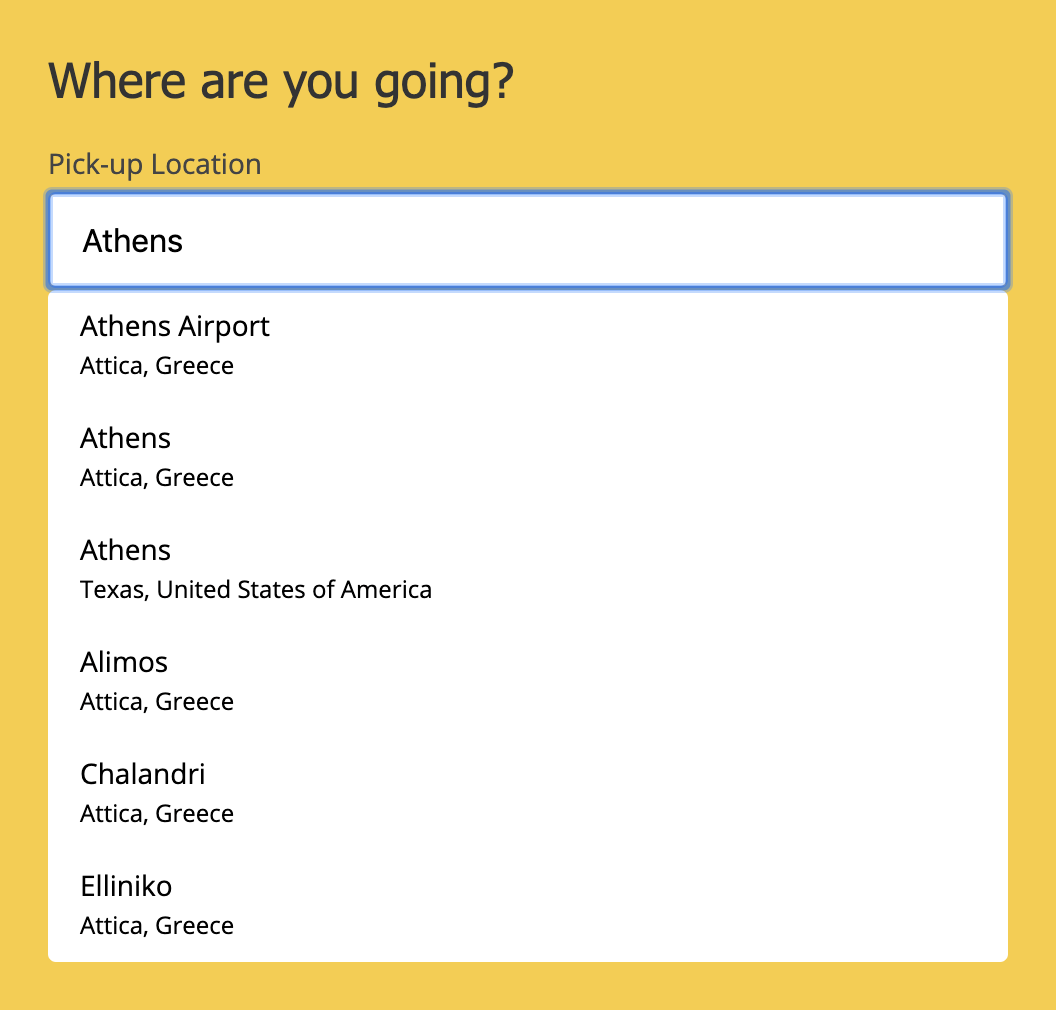 Where are you going?
Pick-up Location
Athens
Athens Airport
Attica, Greece
Athens
Attica, Greece
Athens
Texas, United States of America
Alimos
Attica, Greece
Chalandri
Attica, Greece
Elliniko
Attica, Greece